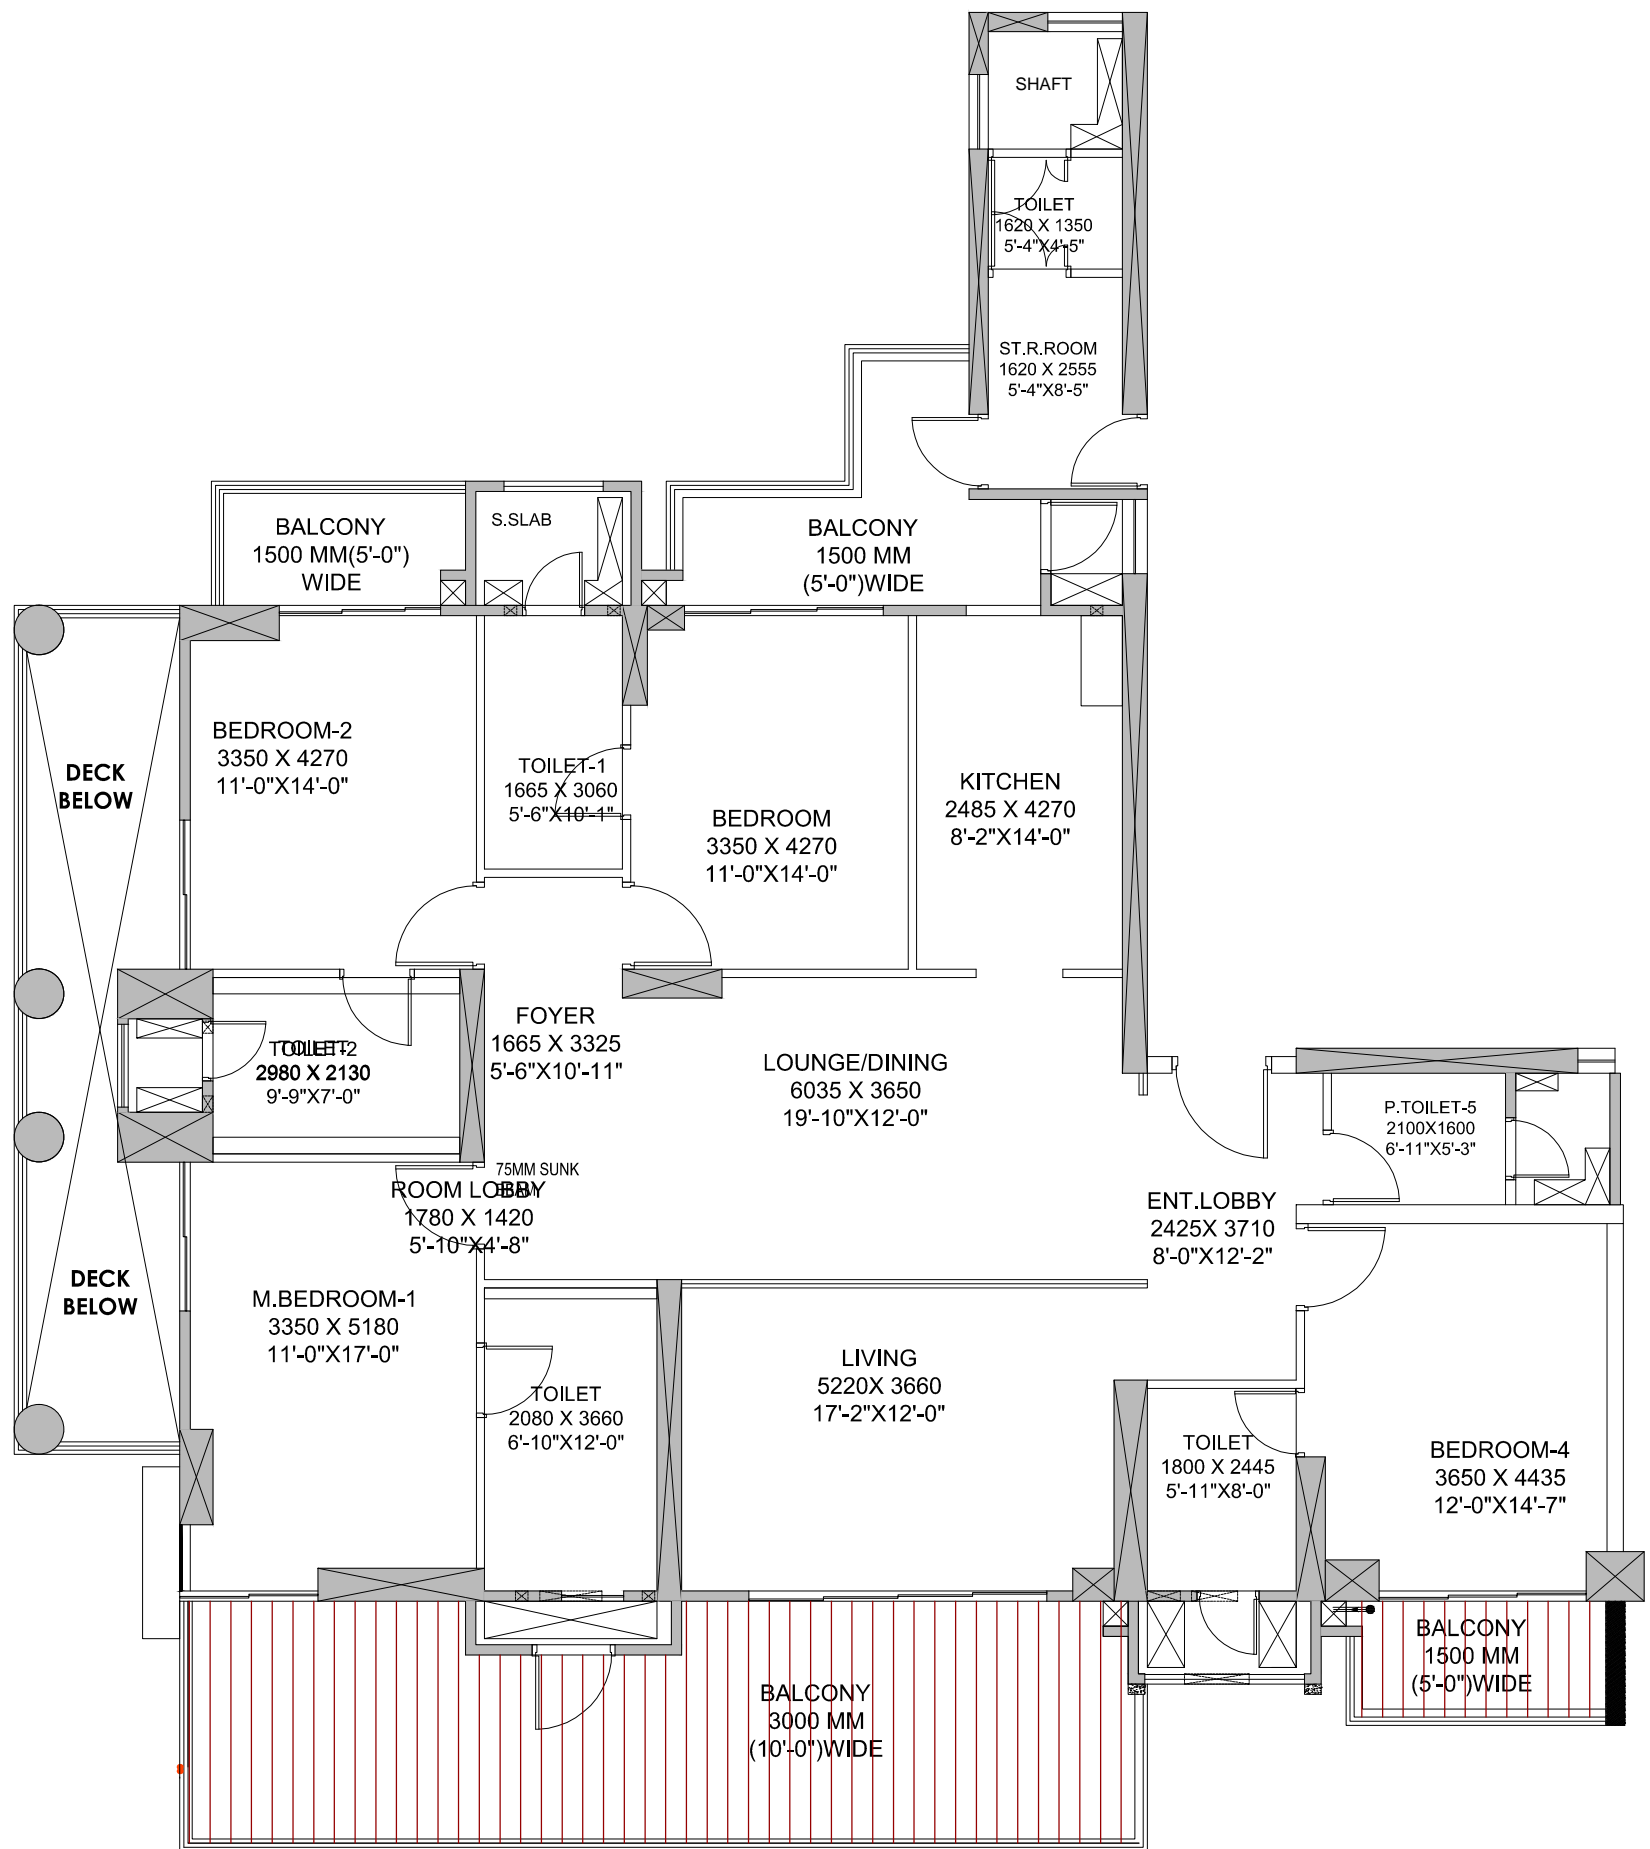 SHAFT
TOILET
1620 X 1350
5'-4"X4'-5"
ST.R.ROOM
1620 X 2555
5'-4"X8'-5"
BALCONY
1500 MM(5'-0")
WIDE
S.SLAB
BALCONY
1500 MM
(5'-0")WIDE
DECK
BELOW
BEDROOM-2
3350 X 4270
11'-0"X14'-0"
TOILET-1
1665 X 3060
5'-6"X10'-1"
BEDROOM
3350 X 4270
11'-0"X14'-0"
KITCHEN
2485 X 4270
8'-2"X14'-0"
TOILET-2
2980 X 2130
9'-9"X7'-0"
FOYER
1665 X 3325
5'-6"X10'-11"
LOUNGE/DINING
6035 X 3650
19'-10"X12'-0"
P.TOILET-5
2100X1600
6'-11"X5'-3"
75MM SUNK
ROOM LOBBY
1780 X 1420
5'-10"X4'-8"
ENT.LOBBY
2425X 3710
8'-0"X12'-2"
DECK
BELOW
M.BEDROOM-1
3350 X 5180
11'-0"X17'-0"
TOILET
2080 X 3660
6'-10"X12'-0"
LIVING
5220X 3660
17'-2"X12'-0"
TOILET
1800 X 2445
5'-11"X8'-0"
BEDROOM-4
3650 X 4435
12'-0"X14'-7"
BALCONY
3000 MM
(10'-0")WIDE
BALCONY
1500 MM
(5'-0")WIDE